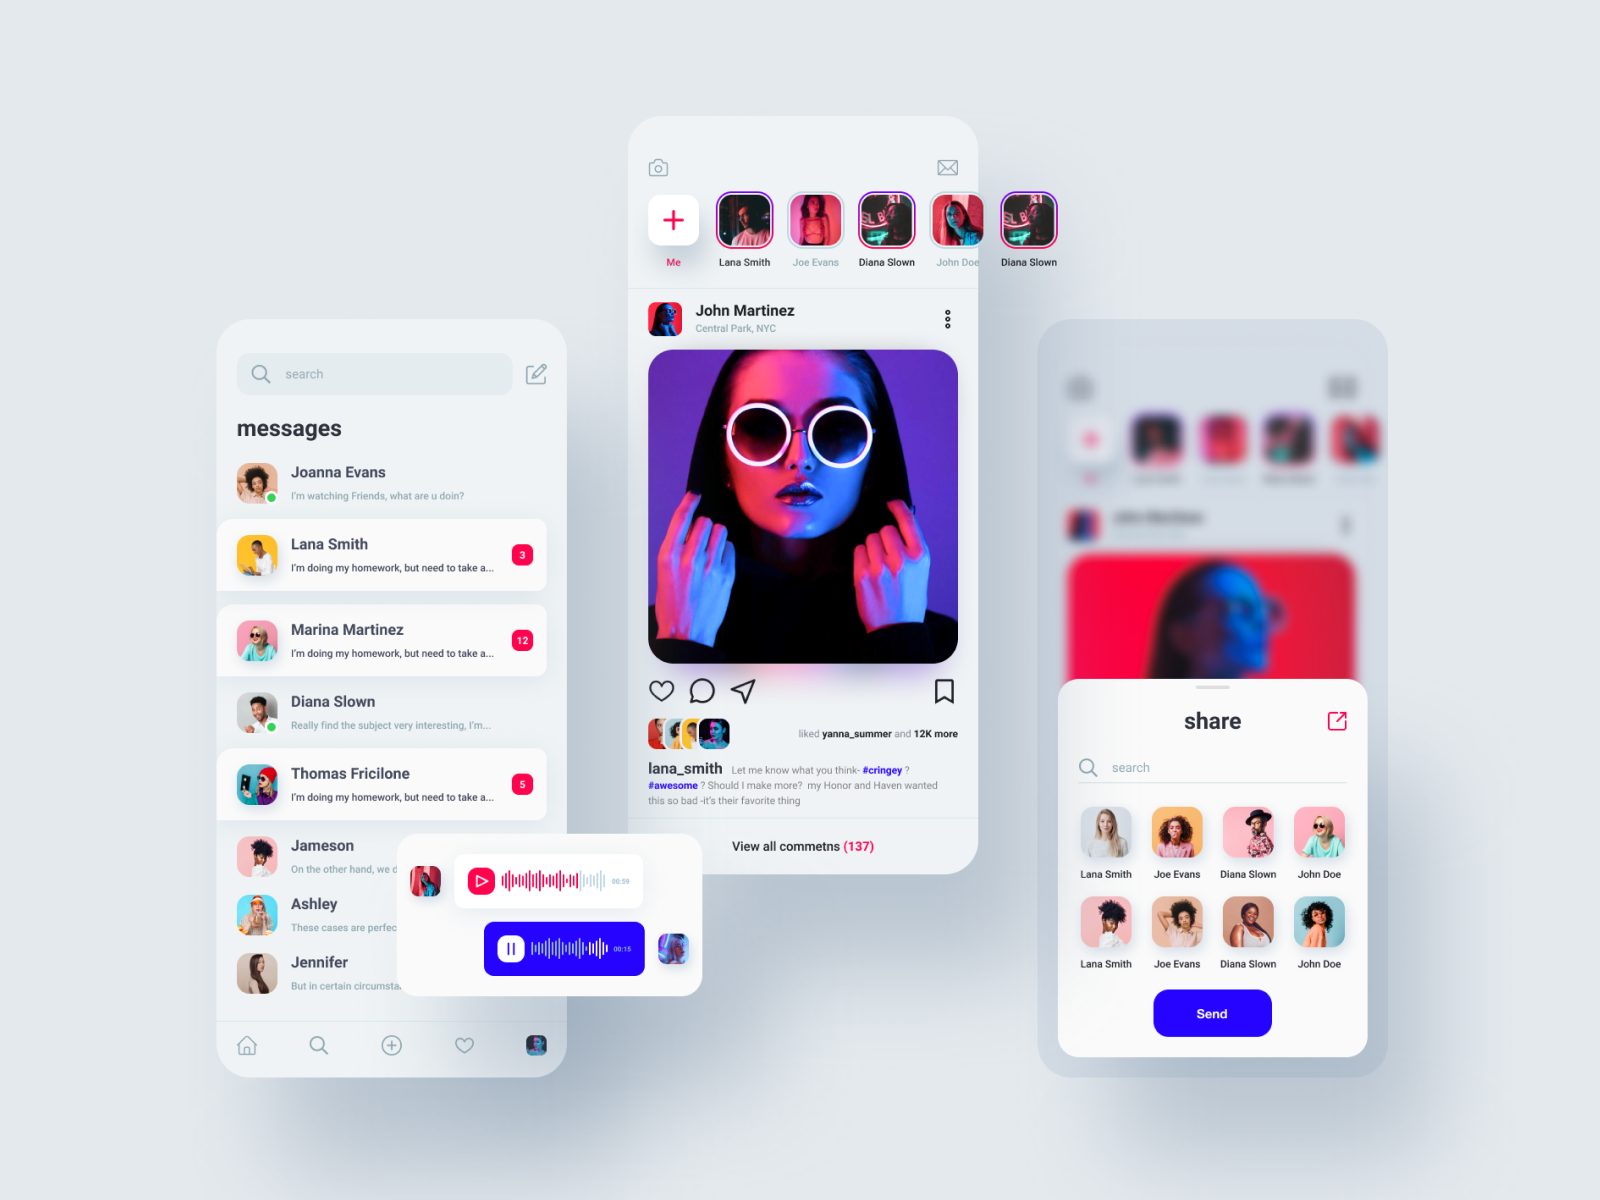 search
messages
Joanna Evans
I'm watching Friends, what are u doin?
Lana Smith
I'm doing my homework, but need to take a...
3
Marina Martinez
I'm doing my homework, but need to take a...
12
Diana Slown
Really find the subject very interesting, I'm...
Thomas Fricilone
I'm doing my homework, but need to take a...
5
Jameson
On the other hand, we d
Ashley
These cases are perfec
Jennifer
But in certain circumsta
00:59
00:15
Me
Lana Smith
Joe Evans
Diana Slown
John Doe
Diana Slown
John Martinez
Central Park, NYC
liked yanna_summer and 12K more
lana_smith Let me know what you think- #cringey ?
#awesome ? Should I make more? my Honor and Haven wanted
this so bad -it's their favorite thing
View all commetns (137)
share
search
Lana Smith
Joe Evans
Diana Slown
John Doe
Lana Smith
Joe Evans
Diana Slown
John Doe
Send